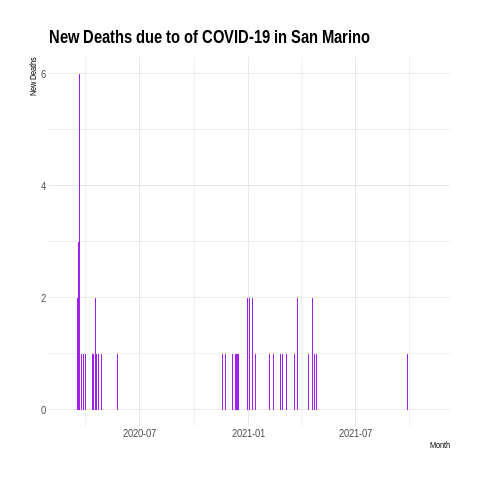 New Deaths due to of COVID-19 in San Marino
New Deaths
6
4
2
0
2020-07
2021-01
2021-07
Month